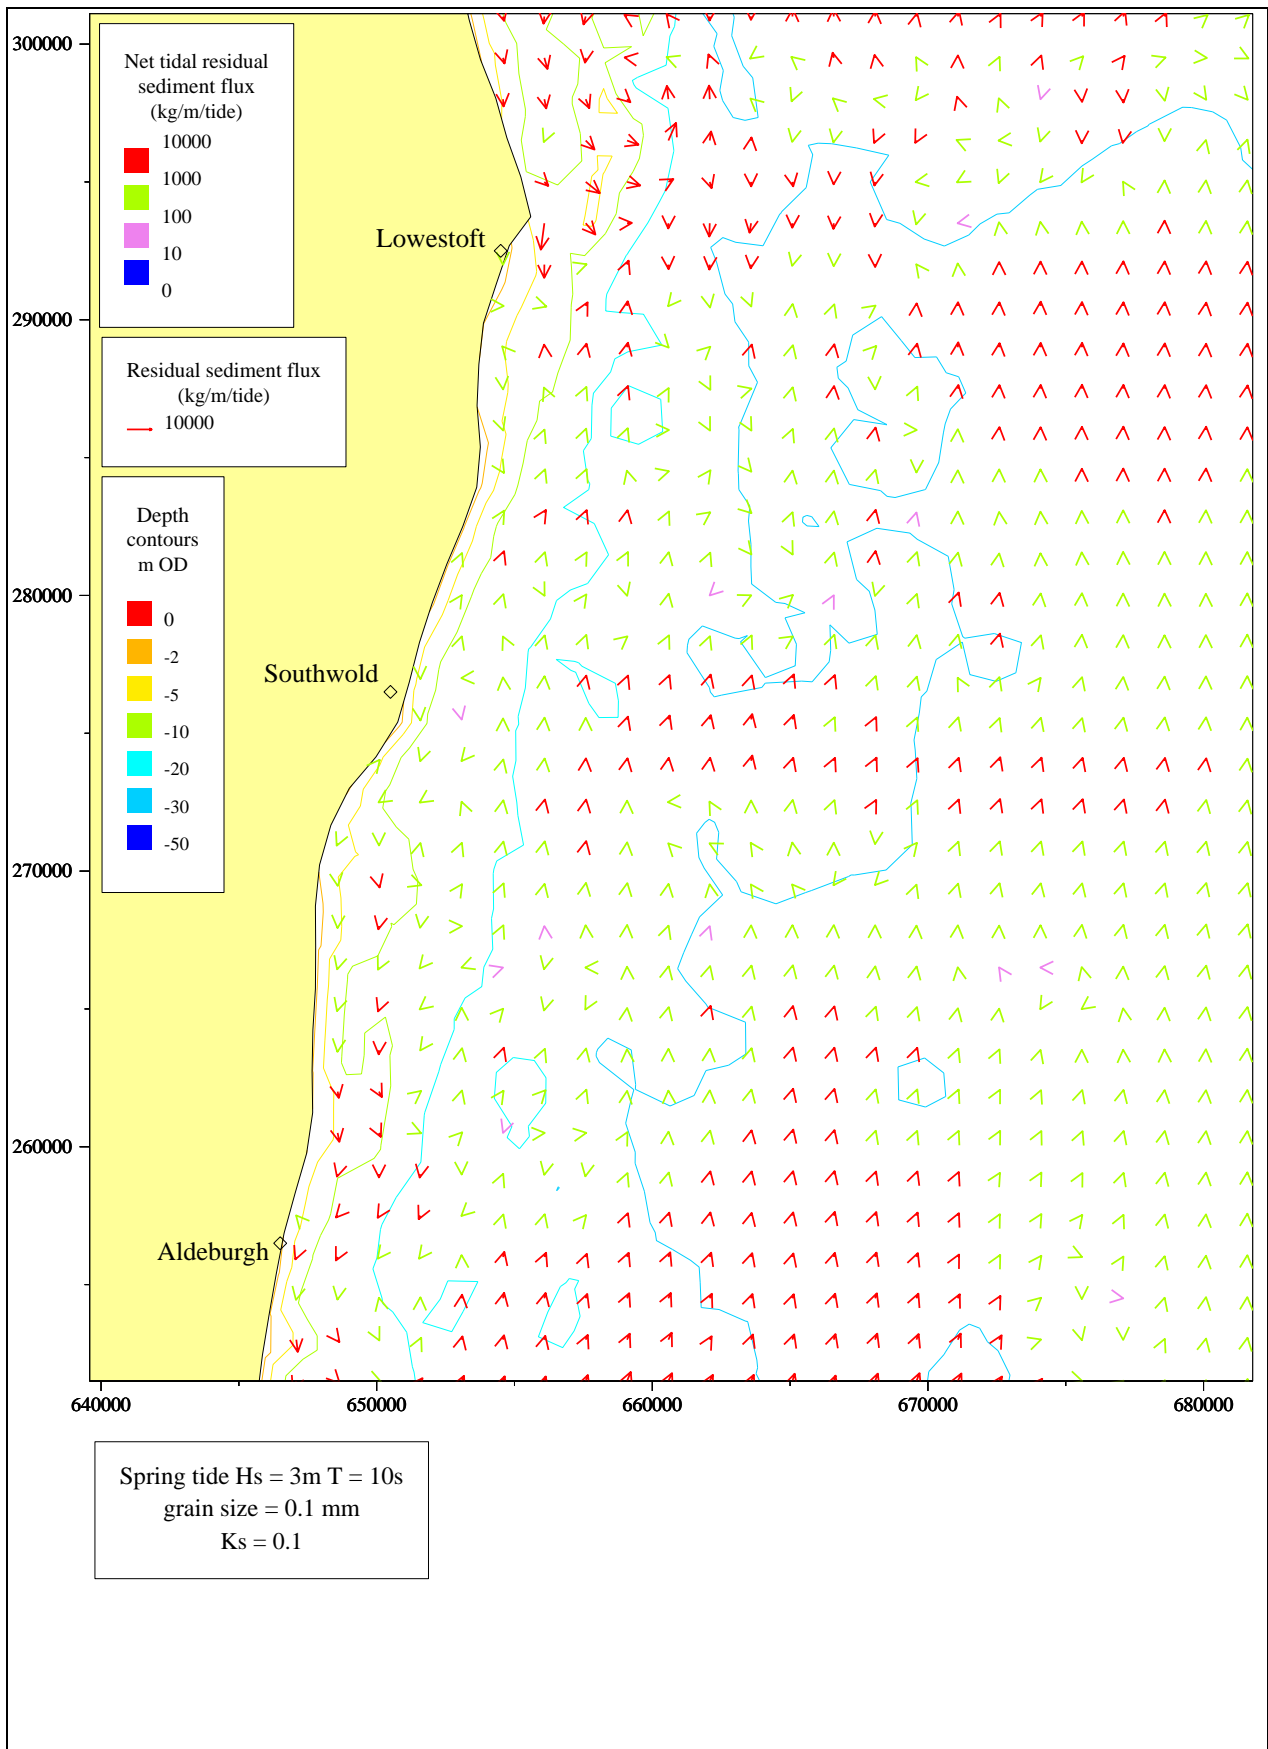 300000
290000
280000
270000
260000
Net tidal residual
sediment flux
(kg/m/tide)
10000
1000
100
10
0
Residual sediment flux
(kg/m/tide)
10000
Depth
contours
m OD
0
-2
-5
-10
-20
-30
-50
Lowestoft
Southwold
Aldeburgh
640000
650000
660000
670000
680000
Spring tide Hs = 3m T = 10s
grain size = 0.1 mm
Ks = 0.1